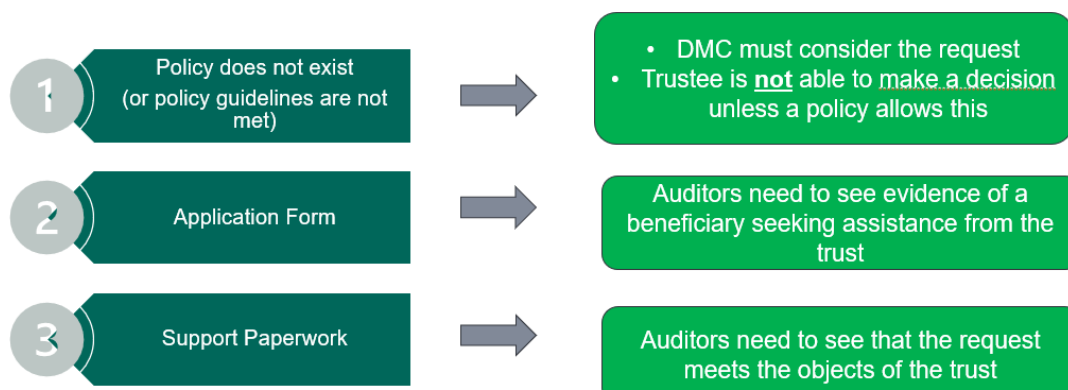 1
Policy does not exist
(or policy guidelines are not
met)
• DMC must consider the request
• Trustee is not able to make a decision
unless a policy allows this
2
Application Form
Auditors need to see evidence of a
beneficiary seeking assistance from the
trust
3
Support Paperwork
Auditors need to see that the request
meets the objects of the trust